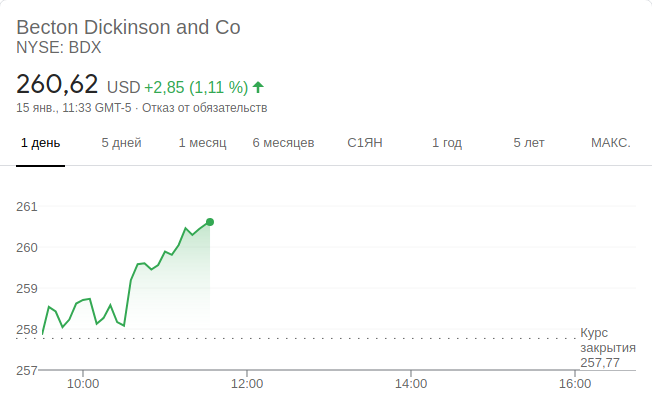 Becton Dickinson and Co
NYSE: BDX
260,62 USD +2,85 (1,11 %)
15 янв., 11:33 GMT-5 · Отказ от обязательств
1 день 5 дней 1 месяц 6 месяцев С1ЯН 1 год 5 лет МАКС.
261
260
259
258
257
Курс
закрытия
257,77
10:00 12:00 14:00 16:00